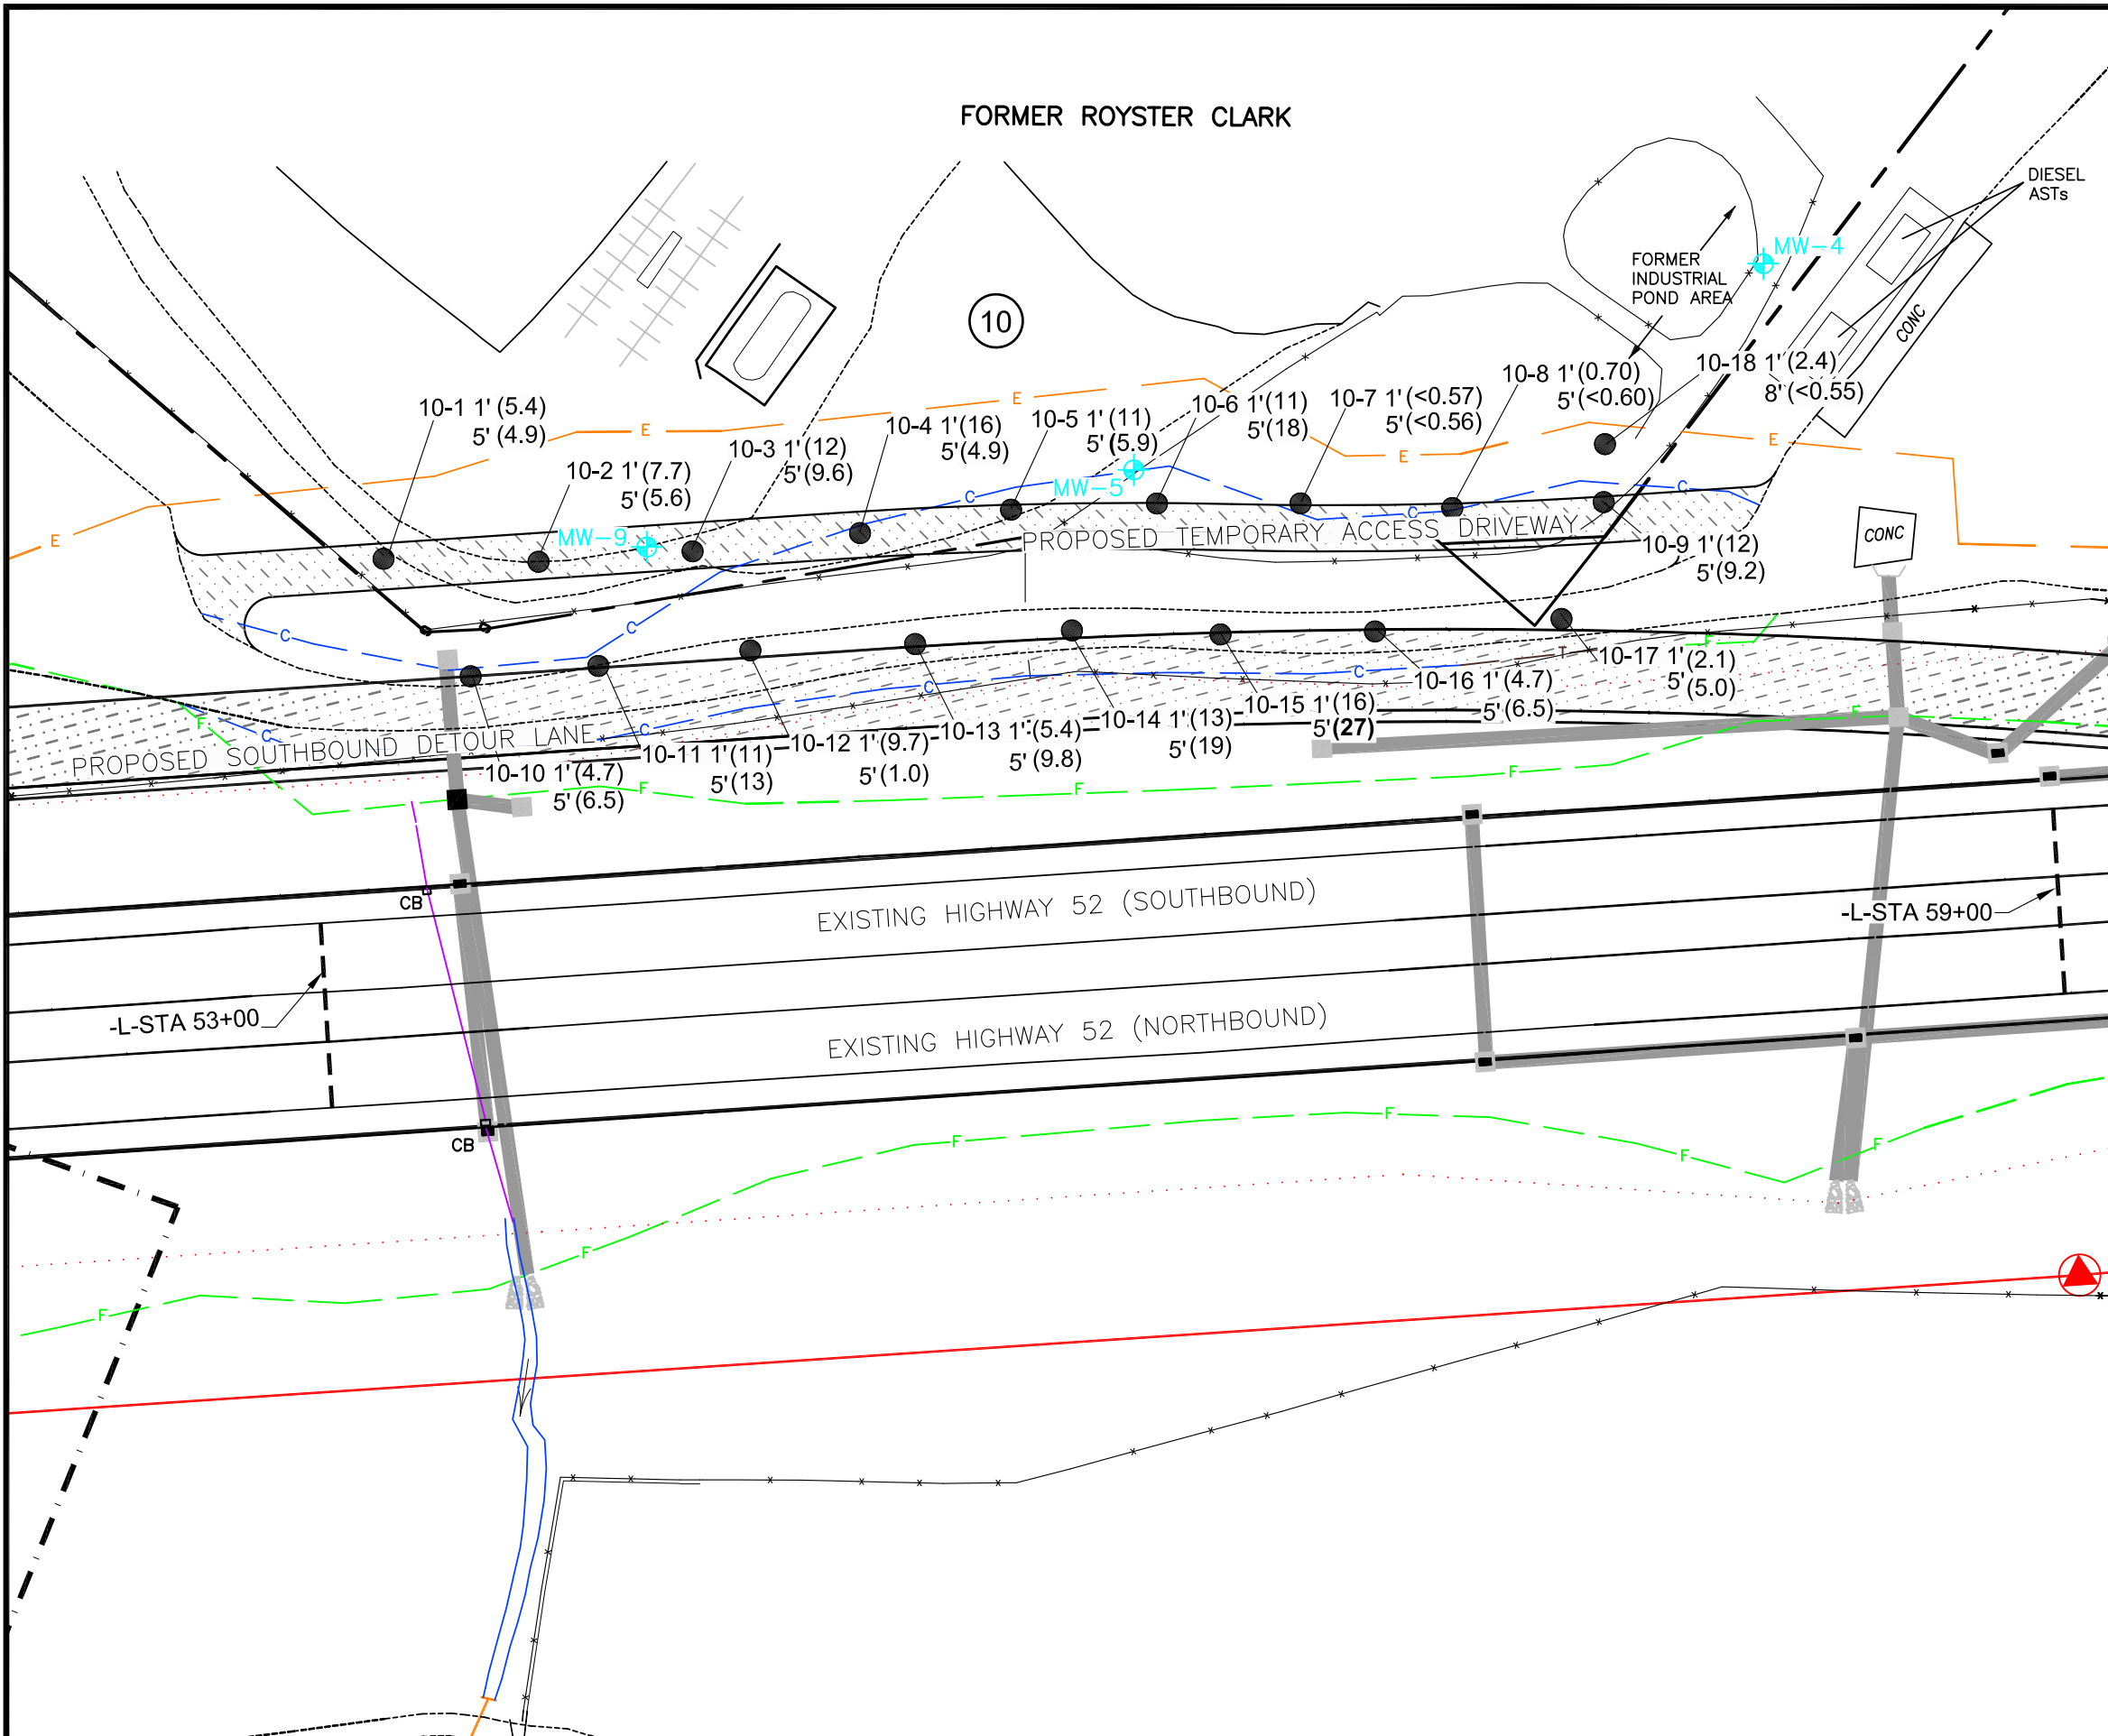 FORMER ROYSTER CLARK
DIESEL
ASTs
MW-4
FORMER
INDUSTRIAL
POND AREA
CONC
10
10-18 1'(2.4)
8'(<0.55)
10-8 1'(0.70)
5'(<0.60)
10-7 1'(<0.57)
5'(<0.56)
10-6 1'(11)
5'(18)
10-5 1'(11)
5'(5.9)
10-4 1'(16)
5'(4.9)
10-3 1'(12)
5'(9.6)
10-2 1'(7.7)
5'(5.6)
10-1 1'(5.4)
5'(4.9)
E
E
E
E
E
MW-5
MW-9
C
C
C
PROPOSED TEMPORARY ACCESS DRIVEWAY
10-9 1'(12)
5'(9.2)
CONC
C
C
F
T
10-17 1'(2.1)
5'(5.0)
C
C
10-16 1'(4.7)
5'(6.5)
10-15 1'(16)
5'(27)
10-14 1'(13)
5'(19)
10-13 1'(5.4)
5'(9.8)
10-12 1'(9.7)
5'(1.0)
10-11 1'(11)
5'(13)
10-10 1'(4.7)
5'(6.5)
F
C
C
F
PROPOSED SOUTHBOUND DETOUR LANE
F
F
F
CB
EXISTING HIGHWAY 52 (SOUTHBOUND)
-L-STA 59+00
-L-STA 53+00
EXISTING HIGHWAY 52 (NORTHBOUND)
CB
F
F
F
F
F
F